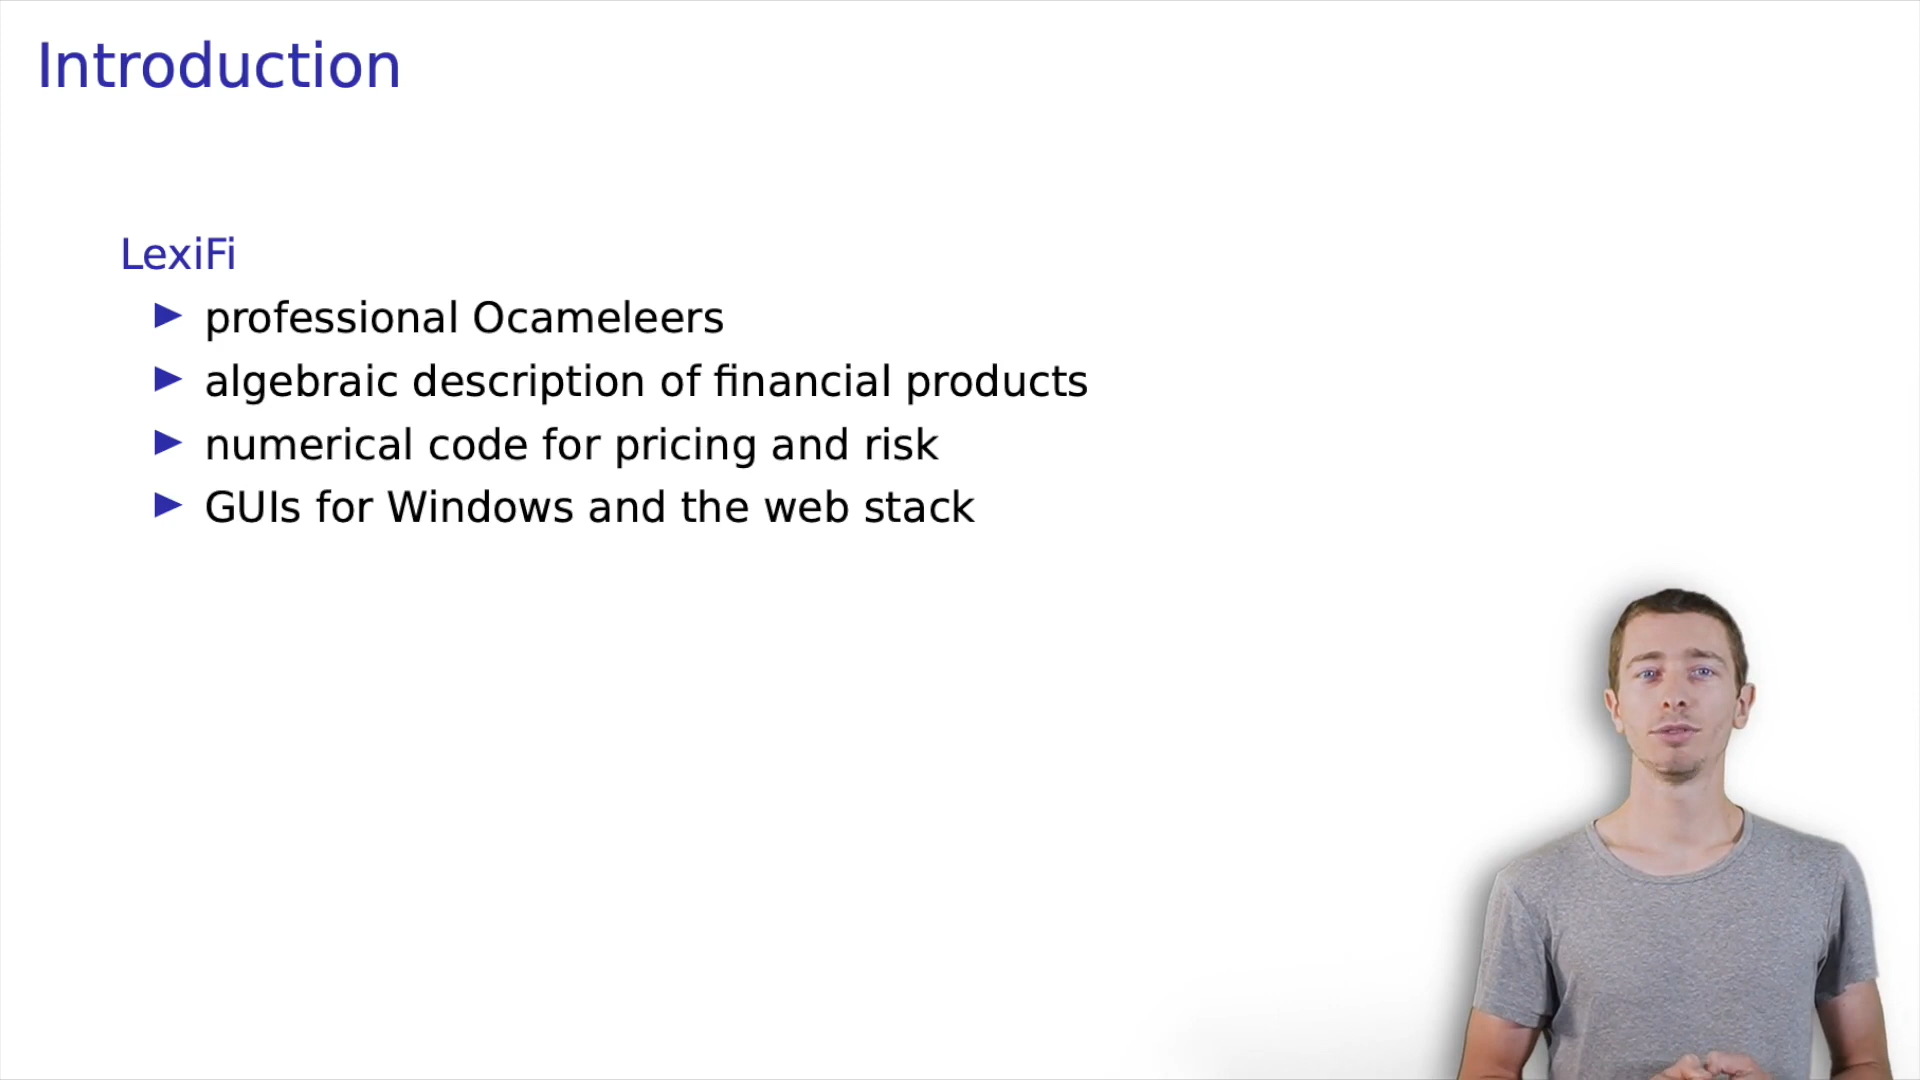 Introduction
LexiFi
▶ professional Ocameleers
▶ algebraic description of financial products
▶ numerical code for pricing and risk
▶ GUIs for Windows and the web stack